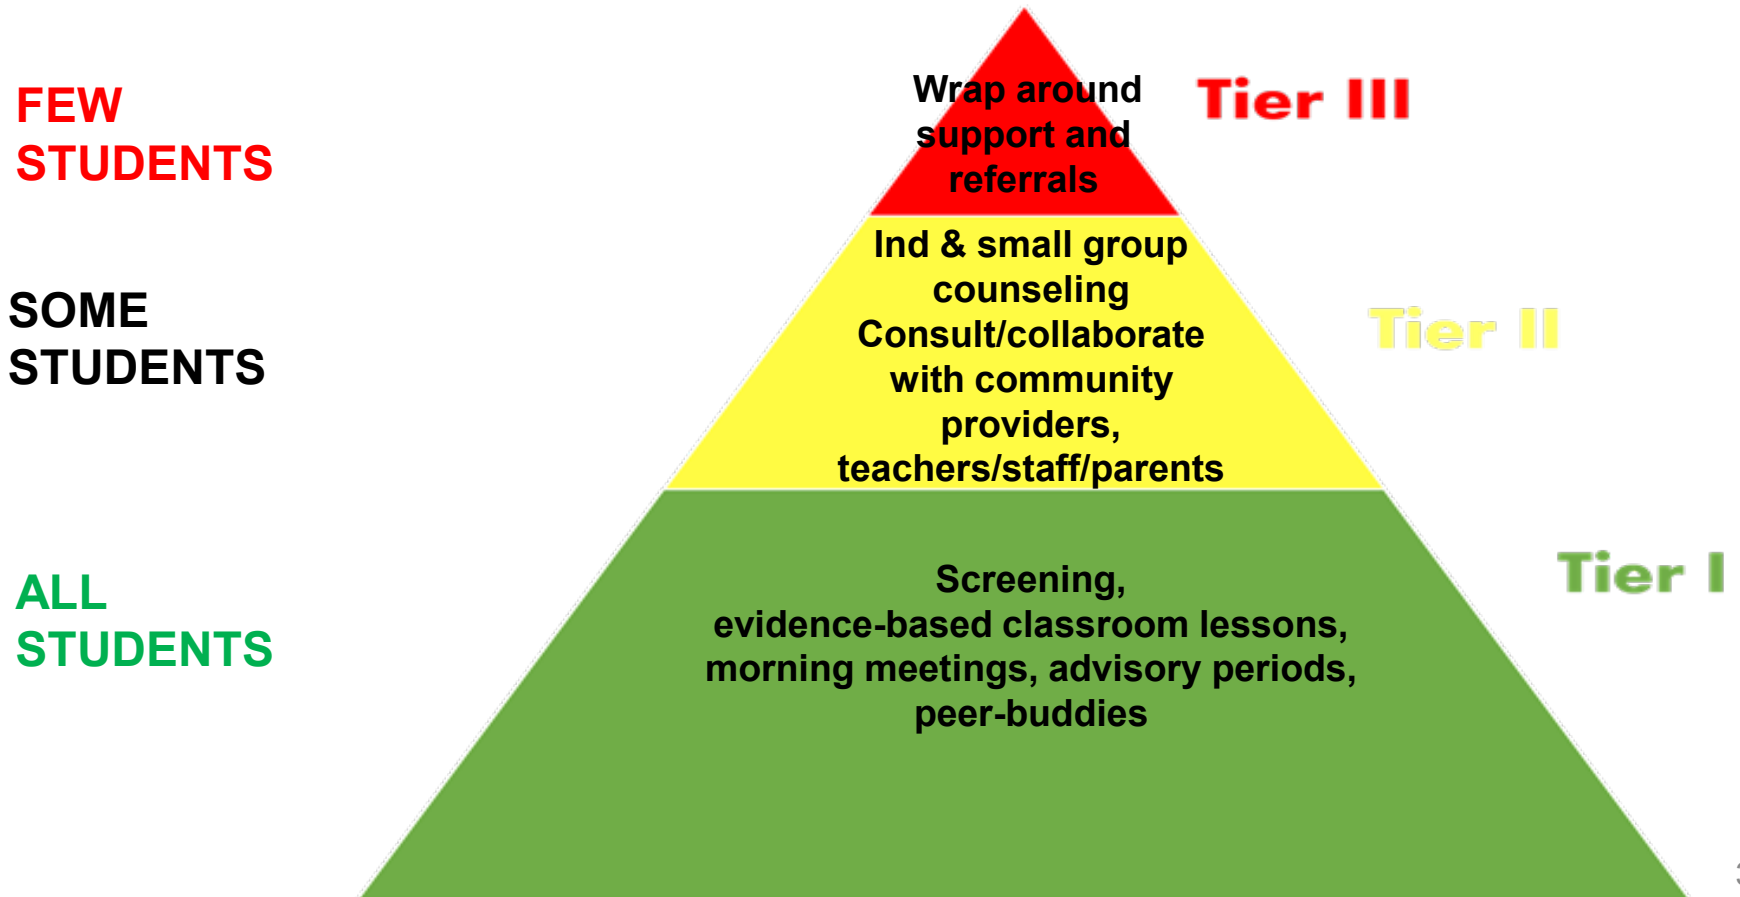 FEW
STUDENTS
Wrap around
support and
referrals
Tier III
SOME
STUDENTS
Ind & small group
counseling
Consult/collaborate
with community
providers,
teachers/staff/parents
Tier II
ALL
STUDENTS
Screening,
evidence-based classroom lessons,
morning meetings, advisory periods,
peer-buddies
Tier I